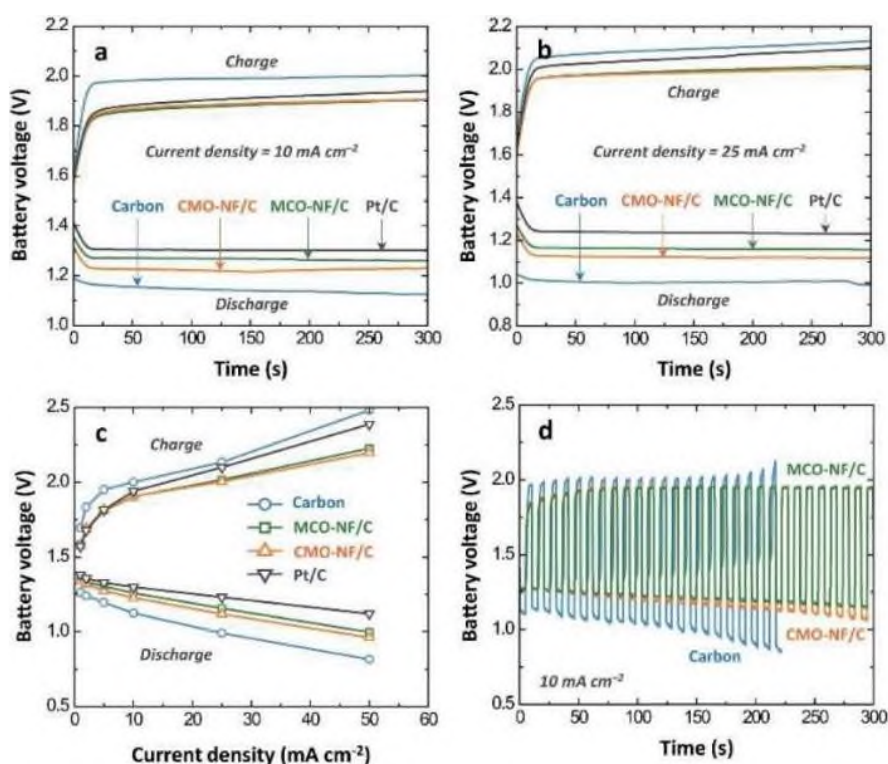 a
Charge
Current density = 10 mA cm⁻²
Carbon CMO-NF/C MCO-NF/C Pt/C
Discharge
Battery voltage (V)
2.2
2.0
1.8
1.6
1.4
1.2
1.0
0 50 100 150 200 250 300
Time (s)
b
Charge
Current density = 25 mA cm⁻²
Carbon CMO-NF/C MCO-NF/C Pt/C
Discharge
Battery voltage (V)
2.2
2.0
1.8
1.6
1.4
1.2
1.0
0.8
0 50 100 150 200 250 300
Time (s)
c
Charge
Carbon
MCO-NF/C
CMO-NF/C
Pt/C
Discharge
Battery voltage (V)
2.5
2.0
1.5
1.0
0.5
0 10 20 30 40 50 60
Current density (mA cm⁻²)
d
MCO-NF/C
CMO-NF/C
Carbon
10 mA cm⁻²
Battery voltage (V)
2.5
2.0
1.5
1.0
0.5
0 50 100 150 200 250 300
Time (s)